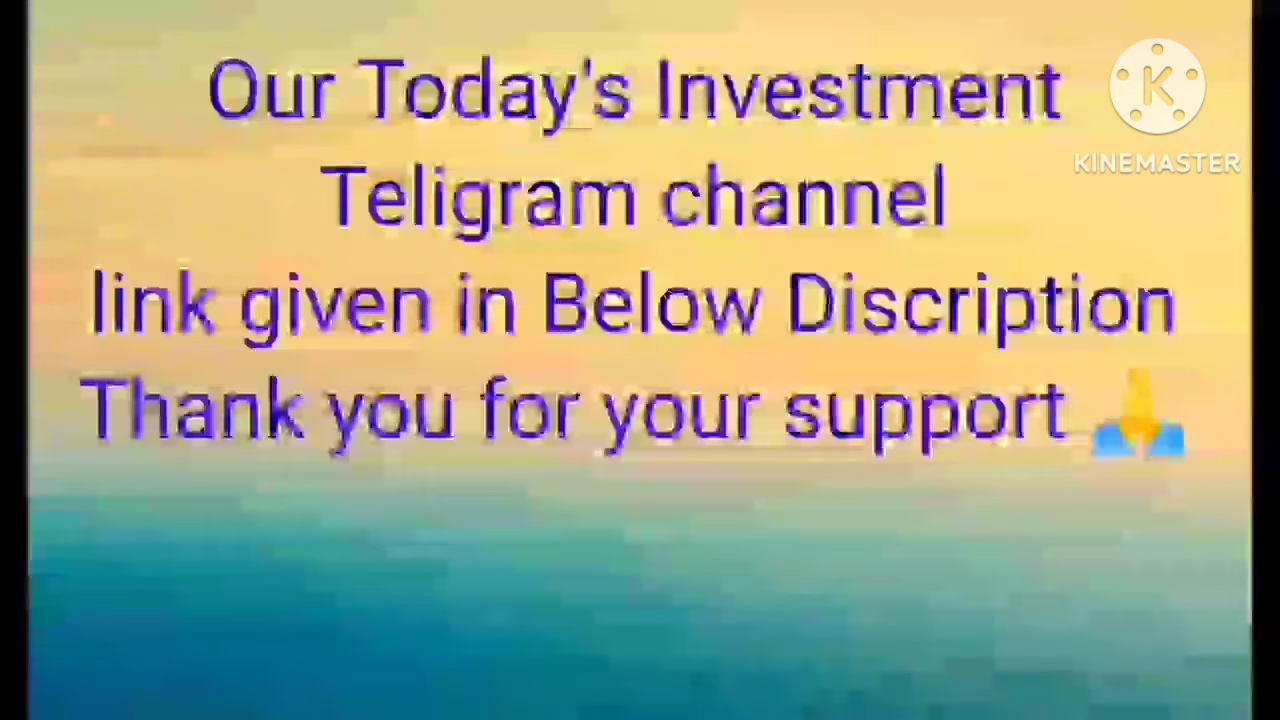 Our Today's Investment
KINEMASTER
Teligram channel
link given in Below Discription
Thank you for your support 🙏